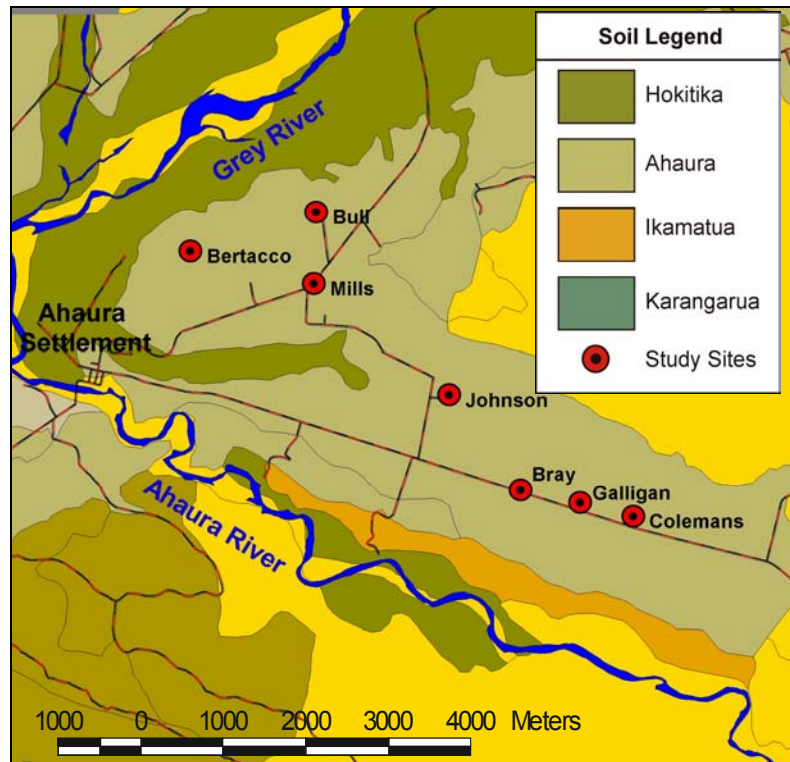 Soil Legend
Hokitika
Ahaura
Ikamatua
Karangarua
Study Sites
Grey River
Bull
Bertacco
Mills
Ahaura
Settlement
Johnson
Bray
Galligan
Colemans
Ahaura River
1000 0 1000 2000 3000 4000 Meters